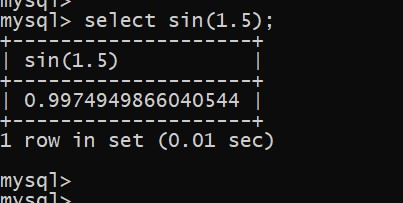 mysql>
mysql> select sin(1.5);
+--------------------+
| sin(1.5)           |
+--------------------+
| 0.9974949866040544 |
+--------------------+
1 row in set (0.01 sec)
mysql>
mysql>